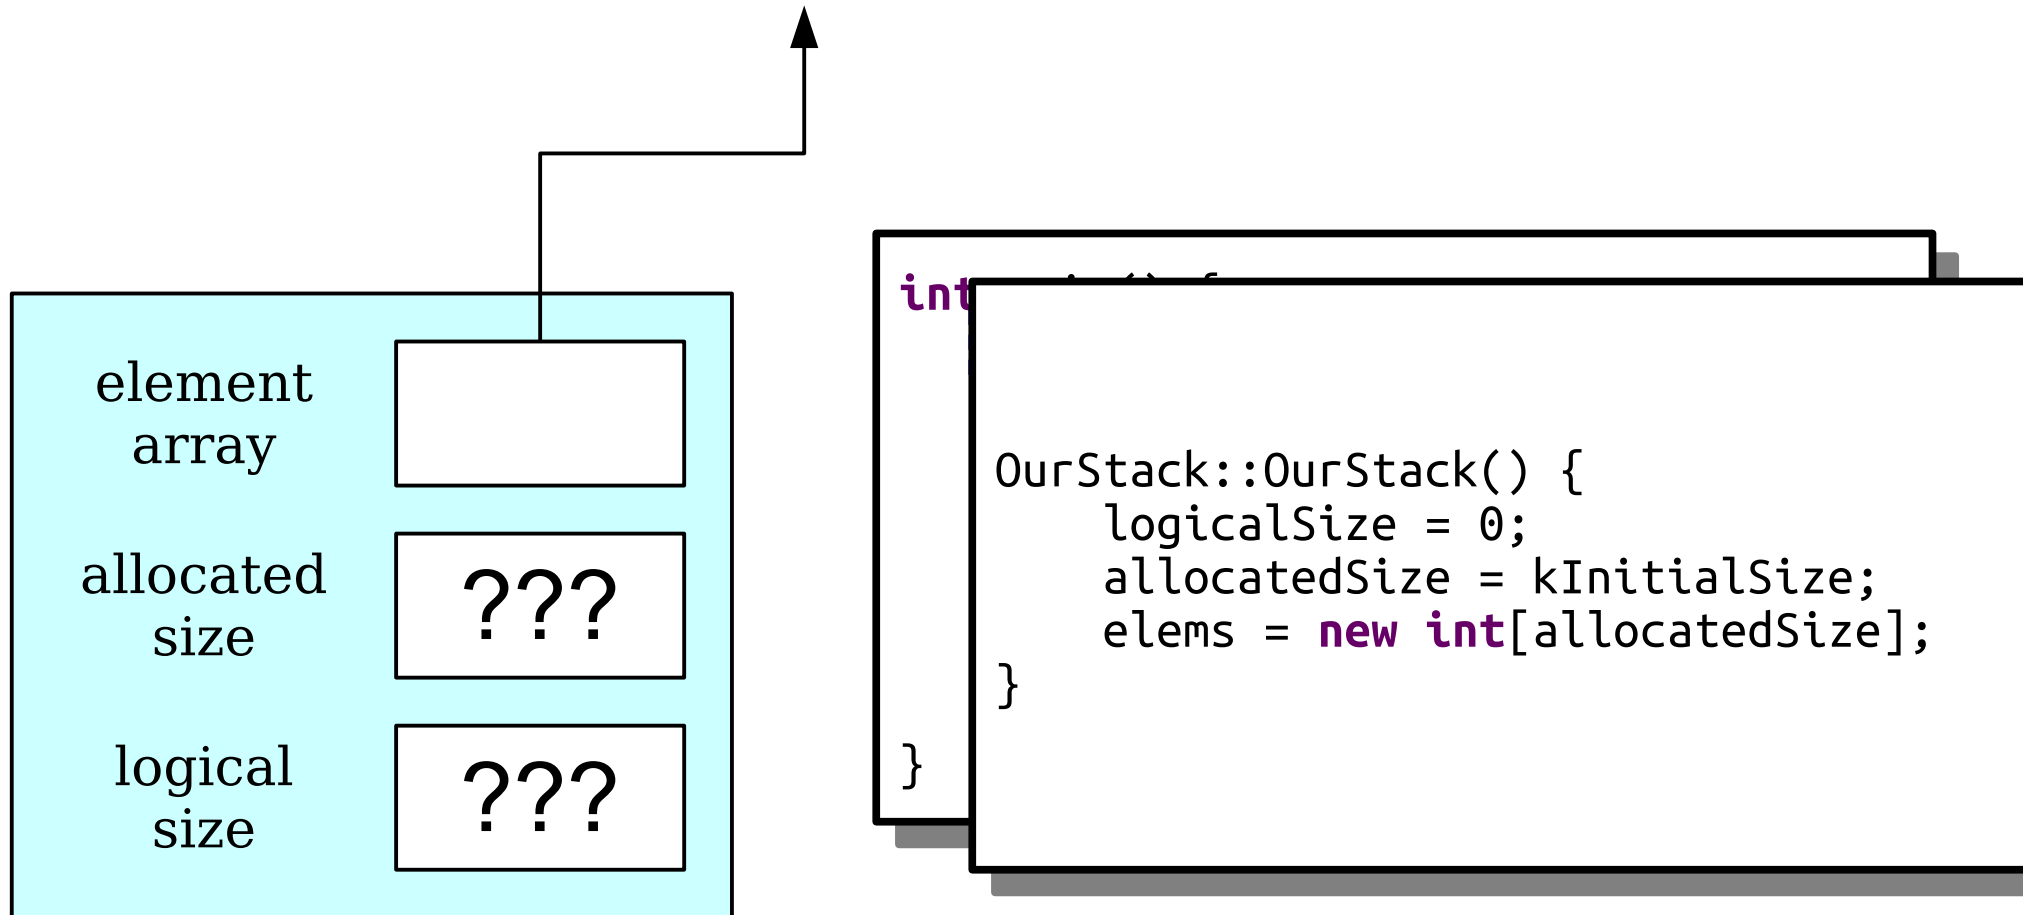 element
array
allocated
size
???
logical
size
???
int
}
OurStack::OurStack() {
logicalSize = 0;
allocatedSize = kInitialSize;
elems = new int[allocatedSize];
}